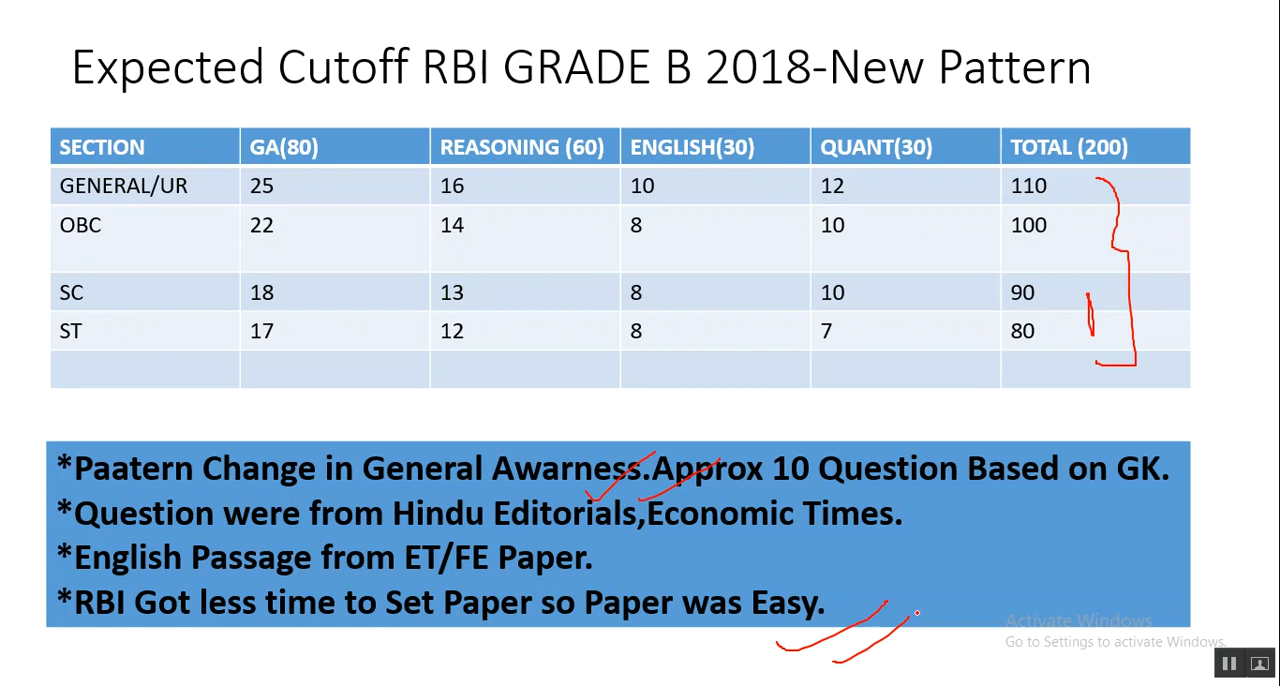 Expected Cutoff RBI GRADE B 2018-New Pattern
SECTION GA(80) REASONING (60) ENGLISH(30) QUANT(30) TOTAL (200)
GENERAL/UR 25 16 10 12 110
OBC 22 14 8 10 100
SC 18 13 8 10 90
ST 17 12 8 7 80
*Paatern Change in General Awarness.Approx 10 Question Based on GK.
*Question were from Hindu Editorials,Economic Times.
*English Passage from ET/FE Paper.
*RBI Got less time to Set Paper so Paper was Easy.
Activate Windows
Go to Settings to activate Windows.